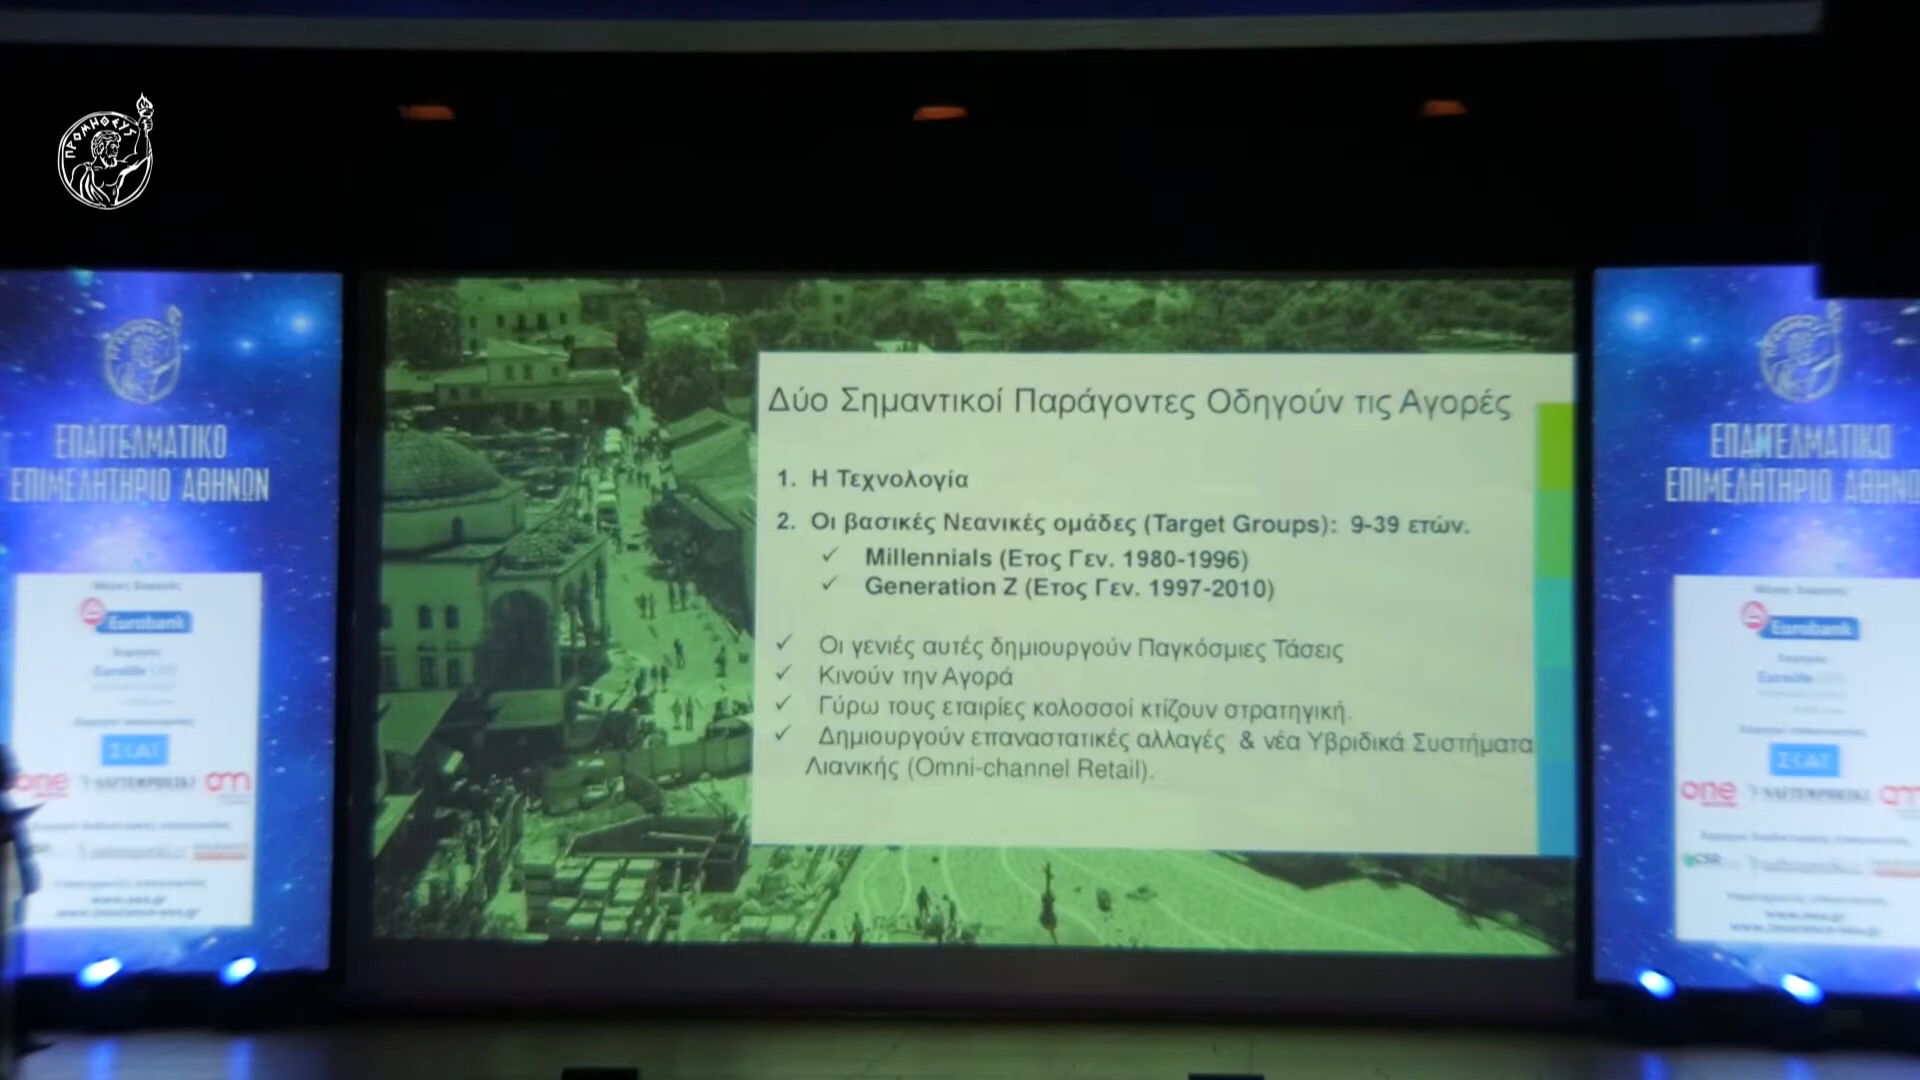 ΠΡΟΜΗΘΕΥΣ
ΕΠΑΓΓΕΛΜΑΤΙΚΟ
ΕΠΙΜΕΛΗΤΗΡΙΟ ΑΘΗΝΩΝ
Eurobank
ΣΚΑΪ
one
Δύο Σημαντικοί Παράγοντες Οδηγούν τις Αγορές
1. Η Τεχνολογία
2. Οι βασικές Νεανικές ομάδες (Target Groups): 9-39 ετών.
✓ Millennials (Ετος Γεν. 1980-1996)
✓ Generation Z (Ετος Γεν. 1997-2010)
✓ Οι γενιές αυτές δημιουργούν Παγκόσμιες Τάσεις
✓ Κινούν την Αγορά
✓ Γύρω τους εταιρίες κολοσσοί κτίζουν στρατηγική.
✓ Δημιουργούν επαναστατικές αλλαγές & νέα Υβριδικά Συστήματα
Λιανικής (Omni-channel Retail).
ΕΠΑΓΓΕΛΜΑΤΙΚΟ
ΕΠΙΜΕΛΗΤΗΡΙΟ ΑΘΗΝΩ
Eurobank
ΣΚΑΪ
one
CSR